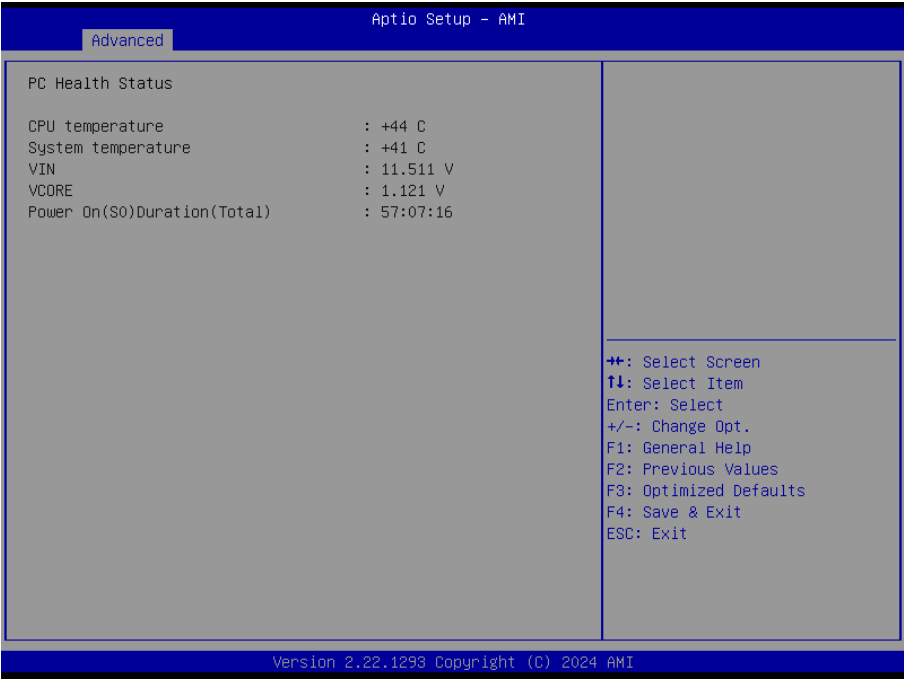 Aptio Setup – AMI
Advanced
PC Health Status
CPU temperature : +44 C
System temperature : +41 C
VIN : 11.511 V
VCORE : 1.121 V
Power On(S0)Duration(Total) : 57:07:16
→←: Select Screen
↑↓: Select Item
Enter: Select
+/-: Change Opt.
F1: General Help
F2: Previous Values
F3: Optimized Defaults
F4: Save & Exit
ESC: Exit
Version 2.22.1293 Copyright (C) 2024 AMI